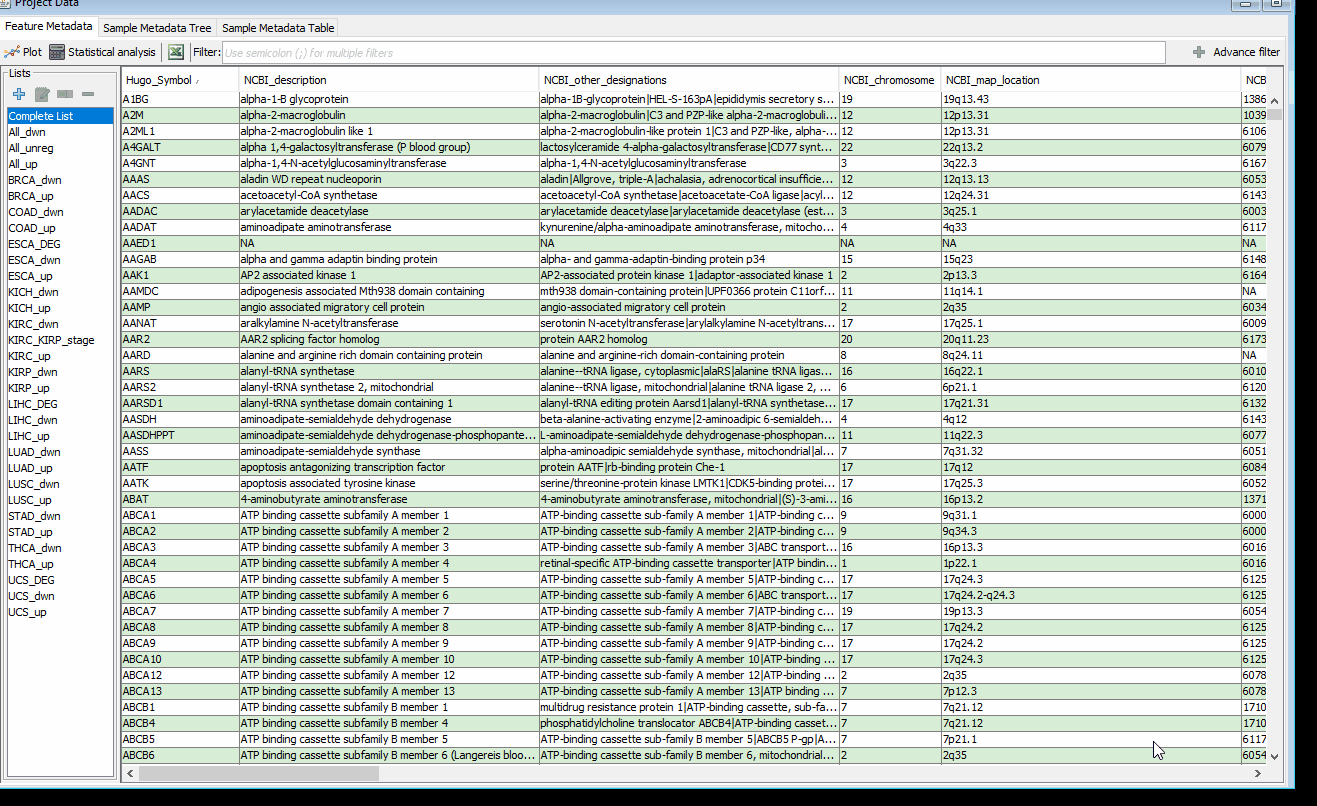 Project Data
Feature Metadata Sample Metadata Tree Sample Metadata Table
Plot Statistical analysis Filter: Use semicolon (;) for multiple filters Advance filter
Lists
Complete List
All_dwn
All_unreg
All_up
BRCA_dwn
BRCA_up
COAD_dwn
COAD_up
ESCA_DEG
ESCA_dwn
ESCA_up
KICH_dwn
KICH_up
KIRC_dwn
KIRC_KIRP_stage
KIRC_up
KIRP_dwn
KIRP_up
LIHC_DEG
LIHC_dwn
LIHC_up
LUAD_dwn
LUAD_up
LUSC_dwn
LUSC_up
STAD_dwn
STAD_up
THCA_dwn
THCA_up
UCS_DEG
UCS_dwn
UCS_up
Hugo_Symbol NCBI_description NCBI_other_designations NCBI_chromosome NCBI_map_location NCB
A1BG alpha-1-B glycoprotein alpha-1B-glycoprotein|HEL-S-163pA|epididymis secretory s... 19 19q13.43 1386
A2M alpha-2-macroglobulin alpha-2-macroglobulin|C3 and PZP-like alpha-2-macroglobuli... 12 12p13.31 1039
A2ML1 alpha-2-macroglobulin like 1 alpha-2-macroglobulin-like protein 1|C3 and PZP-like, alpha-... 12 12p13.31 6106
A4GALT alpha 1,4-galactosyltransferase (P blood group) lactosylceramide 4-alpha-galactosyltransferase|CD77 synt... 22 22q13.2 6079
A4GNT alpha-1,4-N-acetylglucosaminyltransferase alpha-1,4-N-acetylglucosaminyltransferase 3 3q22.3 6167
AAAS aladin WD repeat nucleoporin aladin|Allgrove, triple-A|achalasia, adrenocortical insufficie... 12 12q13.13 6053
AACS acetoacetyl-CoA synthetase acetoacetyl-CoA synthetase|acetoacetate-CoA ligase|acyl... 12 12q24.31 6143
AADAC arylacetamide deacetylase arylacetamide deacetylase|arylacetamide deacetylase (est... 3 3q25.1 6003
AADAT aminoadipate aminotransferase kynurenine/alpha-aminoadipate aminotransferase, mitocho... 4 4q33 6117
AAED1 NA NA NA NA NA
AAGAB alpha and gamma adaptin binding protein alpha- and gamma-adaptin-binding protein p34 15 15q23 6148
AAK1 AP2 associated kinase 1 AP2-associated protein kinase 1|adaptor-associated kinase 1 2 2p13.3 6164
AAMDC adipogenesis associated Mth938 domain containing mth938 domain-containing protein|UPF0366 protein C11orf... 11 11q14.1 NA
AAMP angio associated migratory cell protein angio-associated migratory cell protein 2 2q35 6034
AANAT aralkylamine N-acetyltransferase serotonin N-acetyltransferase|arylalkylamine N-acetyltrans... 17 17q25.1 6009
AAR2 AAR2 splicing factor homolog protein AAR2 homolog 20 20q11.23 6173
AARD alanine and arginine rich domain containing protein alanine and arginine-rich domain-containing protein 8 8q24.11 NA
AARS alanyl-tRNA synthetase alanine--tRNA ligase, cytoplasmic|alaRS|alanine tRNA ligas... 16 16q22.1 6010
AARS2 alanyl-tRNA synthetase 2, mitochondrial alanine--tRNA ligase, mitochondrial|alanine tRNA ligase 2, ... 6 6p21.1 6120
AARSD1 alanyl-tRNA synthetase domain containing 1 alanyl-tRNA editing protein Aarsd1|alanyl-tRNA synthetase... 17 17q21.31 6132
AASDH aminoadipate-semialdehyde dehydrogenase beta-alanine-activating enzyme|2-aminoadipic 6-semialdeh... 4 4q12 6143
AASDHPPT aminoadipate-semialdehyde dehydrogenase-phosphopante... L-aminoadipate-semialdehyde dehydrogenase-phosphopan... 11 11q22.3 6077
AASS aminoadipate-semialdehyde synthase alpha-aminoadipic semialdehyde synthase, mitochondrial|al... 7 7q31.32 6051
AATF apoptosis antagonizing transcription factor protein AATF|rb-binding protein Che-1 17 17q12 6084
AATK apoptosis associated tyrosine kinase serine/threonine-protein kinase LMTK1|CDK5-binding protei... 17 17q25.3 6052
ABAT 4-aminobutyrate aminotransferase 4-aminobutyrate aminotransferase, mitochondrial|(S)-3-ami... 16 16p13.2 1371
ABCA1 ATP binding cassette subfamily A member 1 ATP-binding cassette sub-family A member 1|ATP-binding c... 9 9q31.1 6000
ABCA2 ATP binding cassette subfamily A member 2 ATP-binding cassette sub-family A member 2|ATP-binding c... 9 9q34.3 6000
ABCA3 ATP binding cassette subfamily A member 3 ATP-binding cassette sub-family A member 3|ABC transport... 16 16p13.3 6016
ABCA4 ATP binding cassette subfamily A member 4 retinal-specific ATP-binding cassette transporter|ATP bindin... 1 1p22.1 6016
ABCA5 ATP binding cassette subfamily A member 5 ATP-binding cassette sub-family A member 5|ATP-binding c... 17 17q24.3 6125
ABCA6 ATP binding cassette subfamily A member 6 ATP-binding cassette sub-family A member 6|ABC transport... 17 17q24.2-q24.3 6125
ABCA7 ATP binding cassette subfamily A member 7 ATP-binding cassette sub-family A member 7|ATP-binding c... 19 19p13.3 6054
ABCA8 ATP binding cassette subfamily A member 8 ATP-binding cassette sub-family A member 8|ATP-binding c... 17 17q24.2 6125
ABCA9 ATP binding cassette subfamily A member 9 ATP-binding cassette sub-family A member 9|ATP-binding c... 17 17q24.2 6125
ABCA10 ATP binding cassette subfamily A member 10 ATP-binding cassette sub-family A member 10|ATP-binding ... 17 17q24.3 6125
ABCA12 ATP binding cassette subfamily A member 12 ATP-binding cassette sub-family A member 12|ATP-binding ... 2 2q35 6078
ABCA13 ATP binding cassette subfamily A member 13 ATP-binding cassette sub-family A member 13|ATP binding ... 7 7p12.3 6078
ABCB1 ATP binding cassette subfamily B member 1 multidrug resistance protein 1|ATP-binding cassette, sub-fa... 7 7q21.12 1710
ABCB4 ATP binding cassette subfamily B member 4 phosphatidylcholine translocator ABCB4|ATP-binding casset... 7 7q21.12 1710
ABCB5 ATP binding cassette subfamily B member 5 ATP-binding cassette sub-family B member 5|ABCB5 P-gp|A... 7 7p21.1 6117
ABCB6 ATP binding cassette subfamily B member 6 (Langereis bloo... ATP-binding cassette sub-family B member 6, mitochondrial... 2 2q35 6054